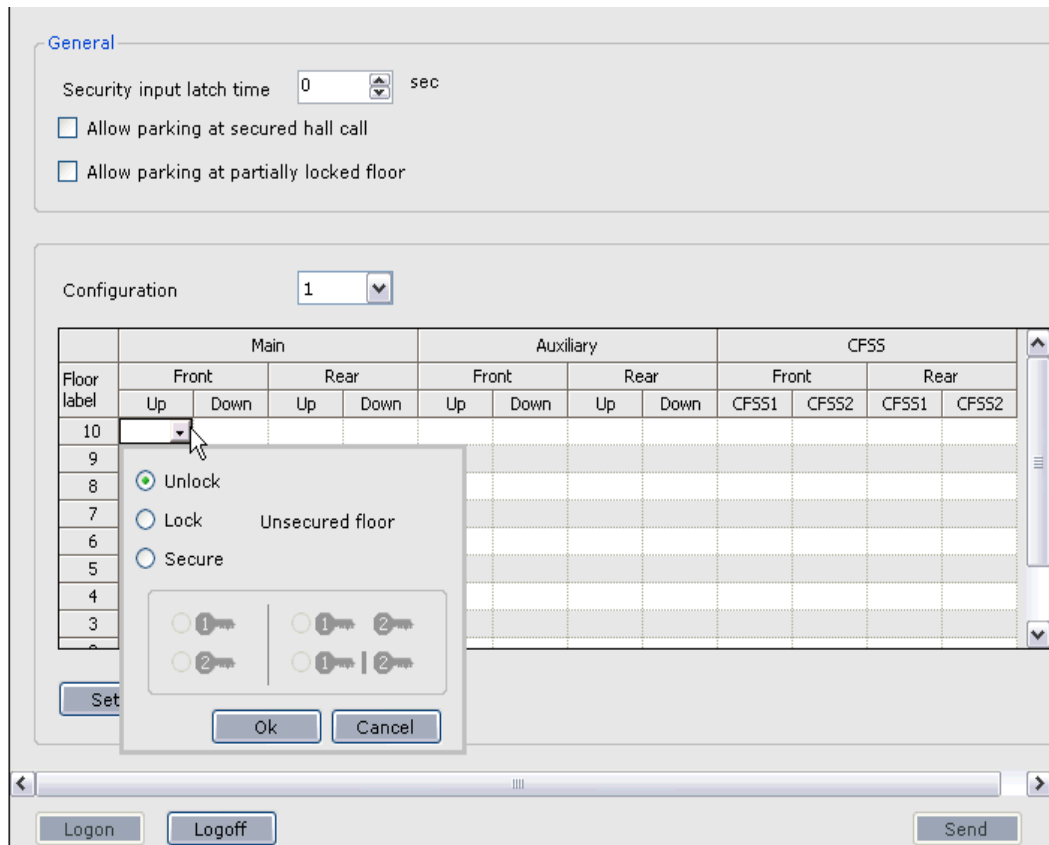 General
Security input latch time 0 sec
Allow parking at secured hall call
Allow parking at partially locked floor
Configuration 1
Main Auxiliary CFSS
Floor label Front Rear Front Rear Front Rear
Up Down Up Down Up Down Up Down CFSS1 CFSS2 CFSS1 CFSS2
10
9
8
7
6
5
4
3
Unlock
Lock Unsecured floor
Secure
1 1 2
2 1 | 2
Set
Ok Cancel
Logon Logoff Send